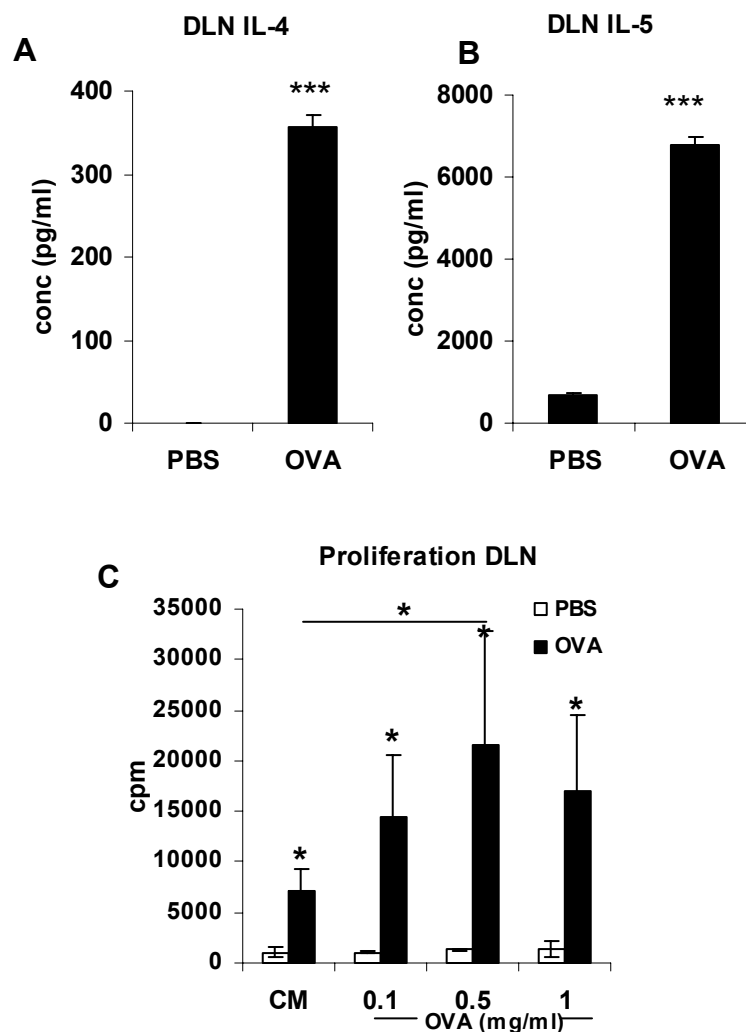 DLN IL-4
DLN IL-5
A
B
***
***
400
300
200
100
0
conc (pg/ml)
PBS OVA
8000
6000
4000
2000
0
conc (pg/ml)
PBS OVA
Proliferation DLN
C
35000
30000
25000
20000
15000
10000
5000
0
cpm
*
*
*
*
*
PBS
OVA
CM 0.1 0.5 1
OVA (mg/ml)